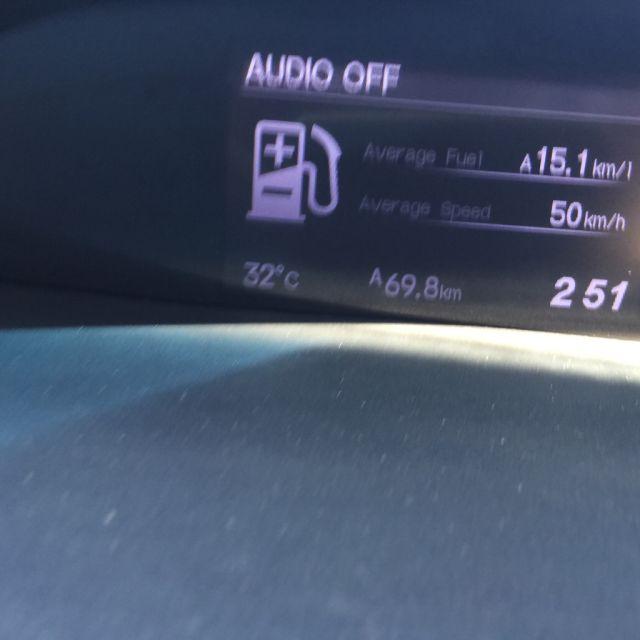 AUDIO OFF
Average Fuel A15.1km/l
Average Speed 50km/h
32°C A69.8km 2 51